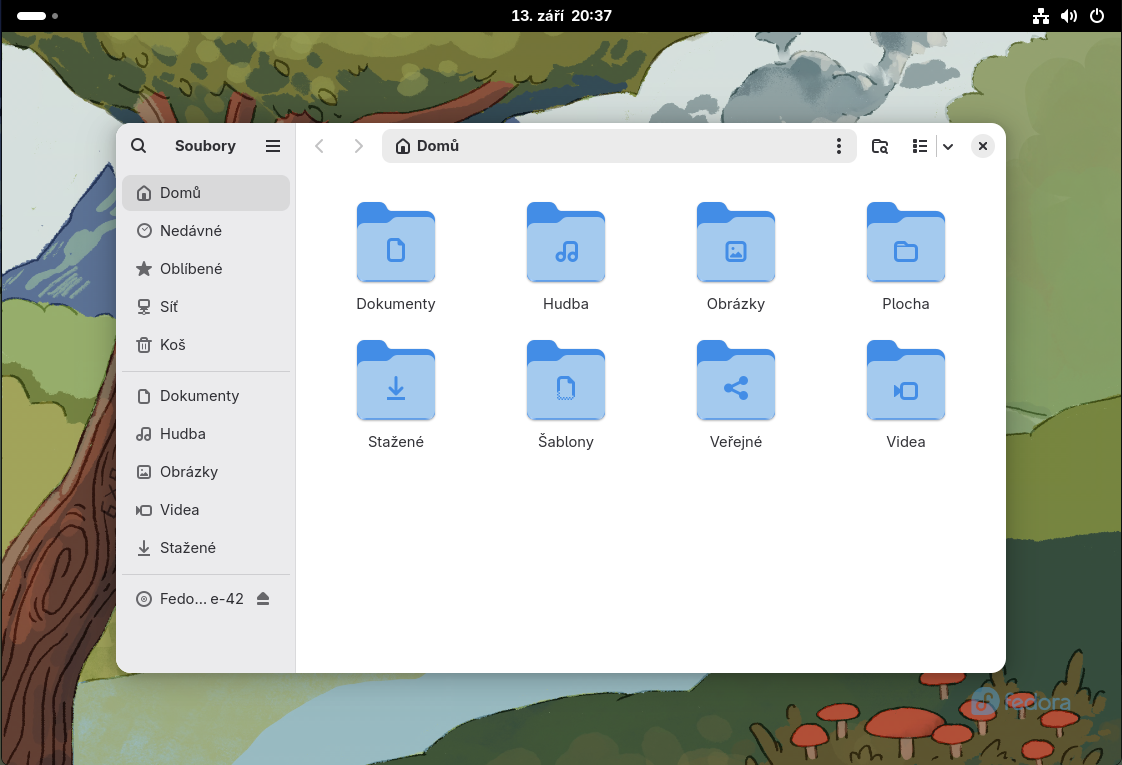 13. září 20:37
Soubory
Domů
Domů
Nedávné
Oblíbené
Síť
Koš
Dokumenty
Hudba
Obrázky
Videa
Stažené
Fedo... e-42
Dokumenty
Hudba
Obrázky
Plocha
Stažené
Šablony
Veřejné
Videa
fedora